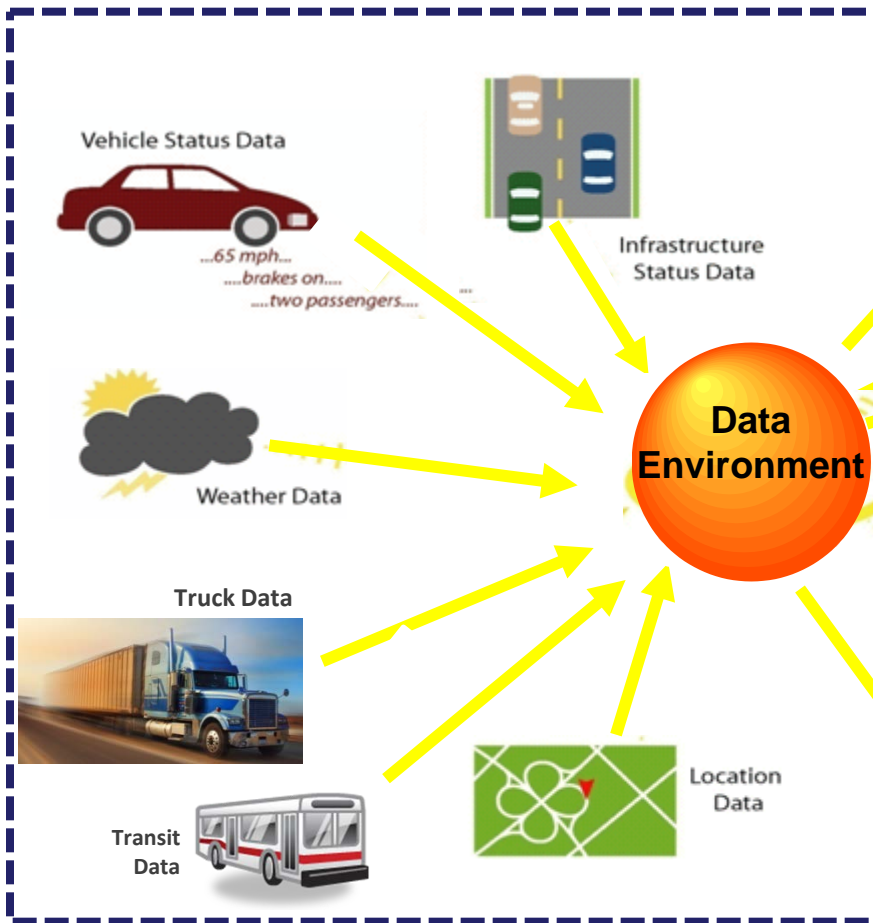 Vehicle Status Data
...65 mph...
....brakes on....
....two passengers....
...
Infrastructure
Status Data
Data
Environment
Weather Data
Truck Data
Transit
Data
Location
Data